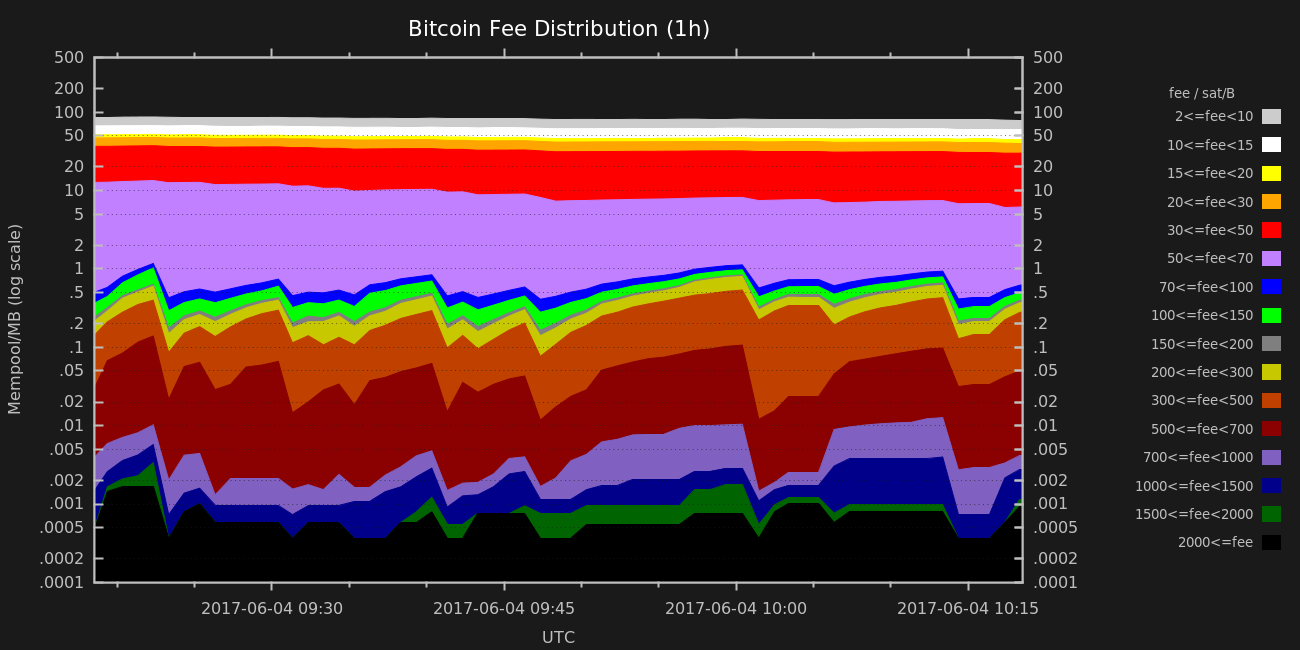 Bitcoin Fee Distribution (1h)
500
200
100
50
20
10
5
2
1
.5
.2
.1
.05
.02
.01
.005
.002
.001
.0005
.0002
.0001
Mempool/MB (log scale)
500
200
100
50
20
10
5
2
1
.5
.2
.1
.05
.02
.01
.005
.002
.001
.0005
.0002
.0001
2017-06-04 09:30
2017-06-04 09:45
2017-06-04 10:00
2017-06-04 10:15
UTC
fee / sat/B
2<=fee<10
10<=fee<15
15<=fee<20
20<=fee<30
30<=fee<50
50<=fee<70
70<=fee<100
100<=fee<150
150<=fee<200
200<=fee<300
300<=fee<500
500<=fee<700
700<=fee<1000
1000<=fee<1500
1500<=fee<2000
2000<=fee